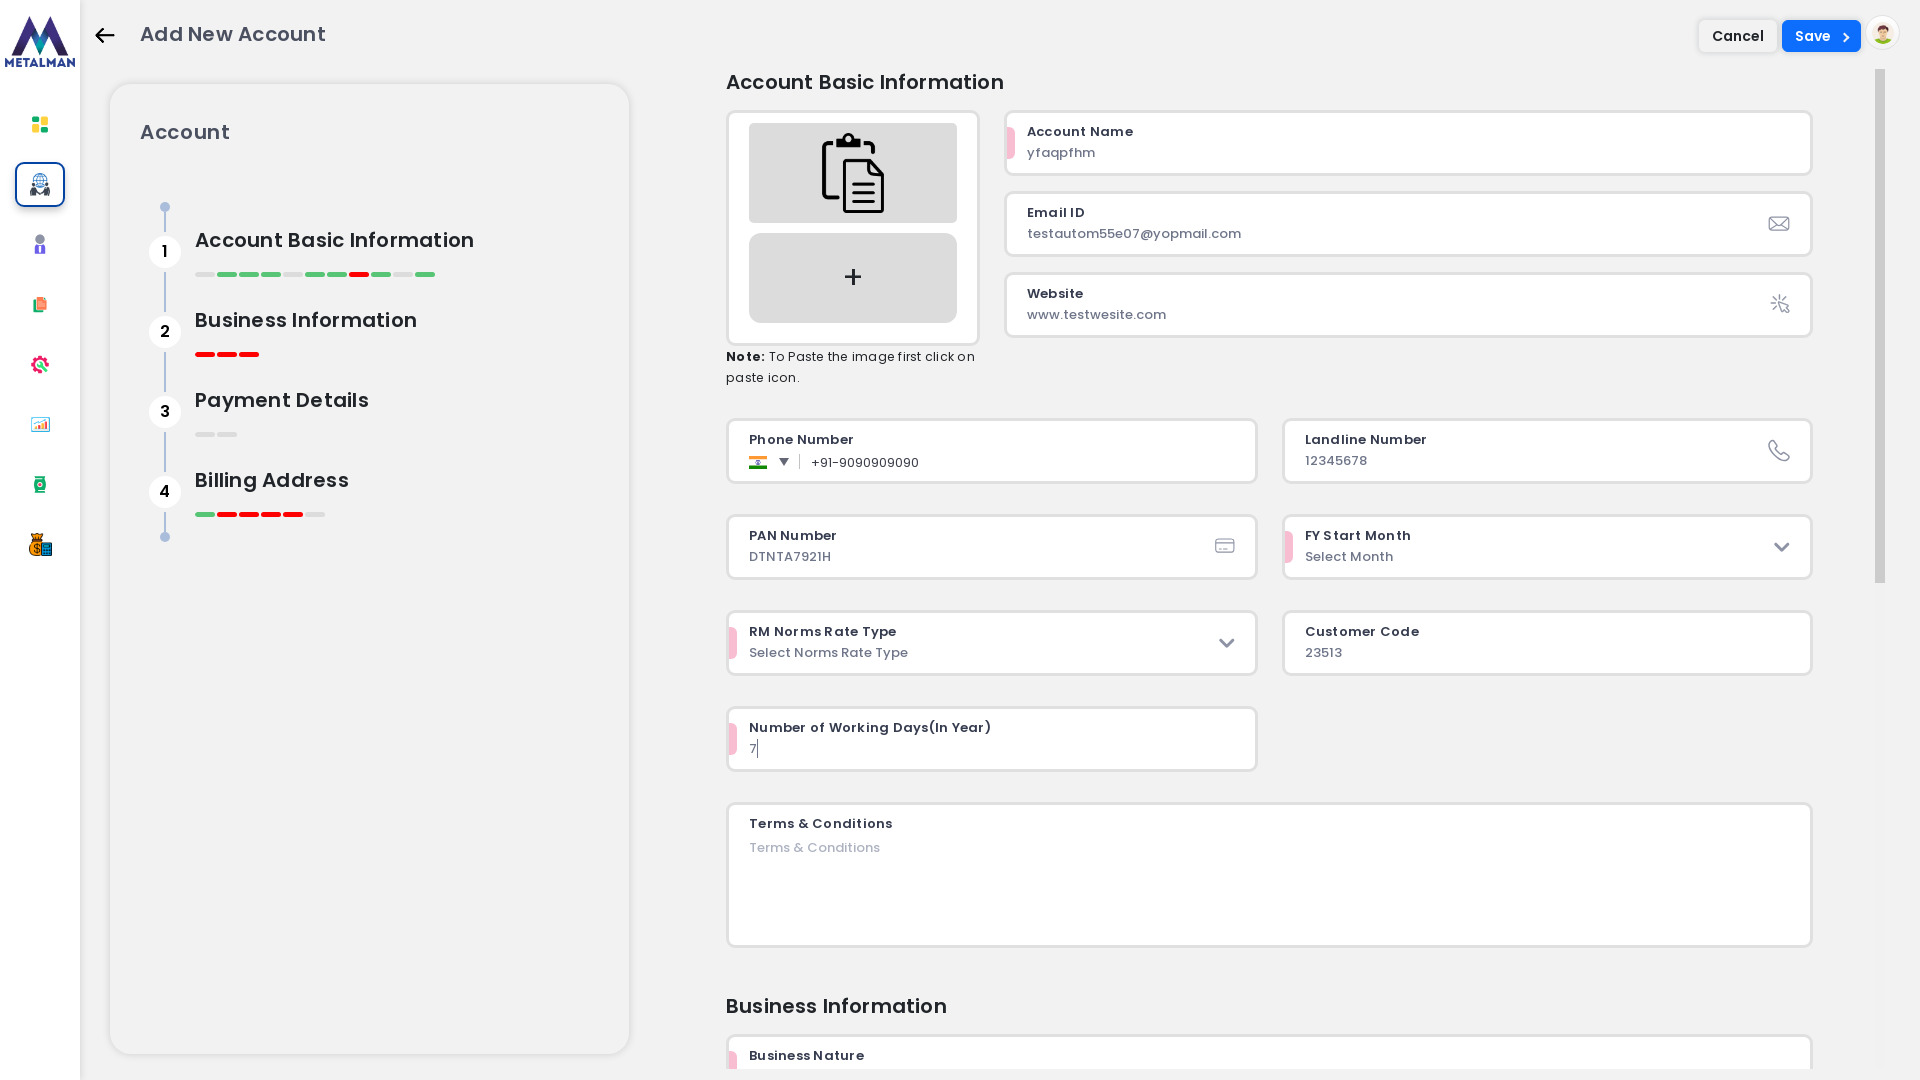 METALMAN
Add New Account
Cancel
Save
Account
1
Account Basic Information
2
Business Information
3
Payment Details
4
Billing Address
Account Basic Information
+
Note: To Paste the image first click on
paste icon.
Account Name
yfaqpfhm
Email ID
testautom55e07@yopmail.com
Website
www.testwesite.com
Phone Number
+91-9090909090
Landline Number
12345678
PAN Number
DTNTA7921H
FY Start Month
Select Month
RM Norms Rate Type
Select Norms Rate Type
Customer Code
23513
Number of Working Days(In Year)
7
Terms & Conditions
Terms & Conditions
Business Information
Business Nature